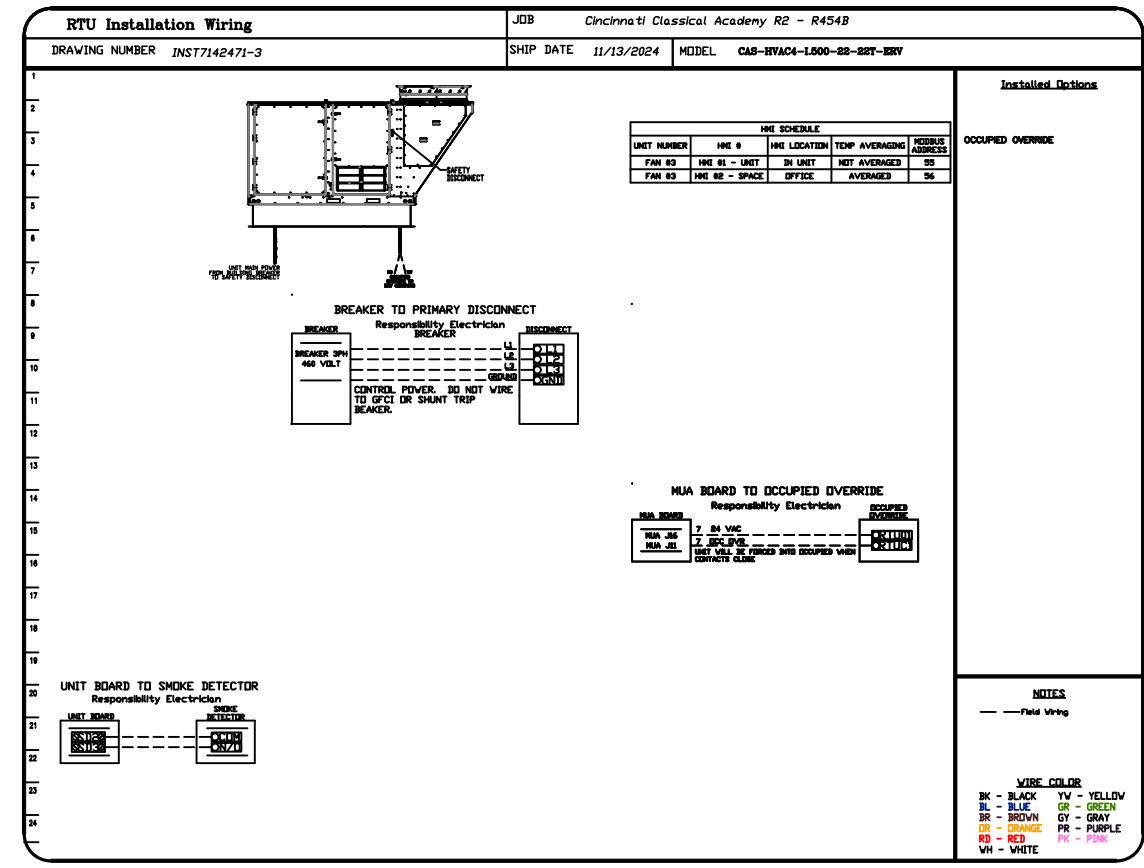 RTU Installation Wiring
JOB Cincinnati Classical Academy R2 - R454B
DRAWING NUMBER INST7142471-3
SHIP DATE 11/13/2024
MODEL CAS-HVAC4-I.500-22-22T-ERV
1
2
3
4
5
6
7
8
9
10
11
12
13
14
15
16
17
18
19
20
21
22
23
24
SAFETY
DISCONNECT
UNIT MAIN POWER
FROM BUILDING BREAKER
TO SAFETY DISCONNECT
HMI SCHEDULE
UNIT NUMBER HMI # HMI LOCATION TEMP AVERAGING MODBUS ADDRESS
FAN #3 HMI #1 - UNIT IN UNIT NOT AVERAGED 55
FAN #3 HMI #2 - SPACE OFFICE AVERAGED 56
BREAKER TO PRIMARY DISCONNECT
Responsibility Electrician
BREAKER
BREAKER
DISCONNECT
BREAKER 3PH
460 VOLT
L1 L1
L2 L2
L3 L3
GROUND GND
CONTROL POWER. DO NOT WIRE
TO GFCI OR SHUNT TRIP
BEAKER.
MUA BOARD TO OCCUPIED OVERRIDE
Responsibility Electrician
MUA BOARD
OCCUPIED
OVERRIDE
MUA J16 7 24 VAC
MUA J11 7 OCC OVR
UNIT WILL BE FORCED INTO OCCUPIED WHEN
CONTACTS CLOSE
UNIT BOARD TO SMOKE DETECTOR
Responsibility Electrician
UNIT BOARD
SMOKE
DETECTOR
SSD2 COM
SSD3 N/O
Installed Options
OCCUPIED OVERRIDE
NOTES
Field Wiring
WIRE COLOR
BK - BLACK YW - YELLOW
BL - BLUE GR - GREEN
BR - BROWN GY - GRAY
OR - ORANGE PR - PURPLE
RD - RED PK - PINK
WH - WHITE